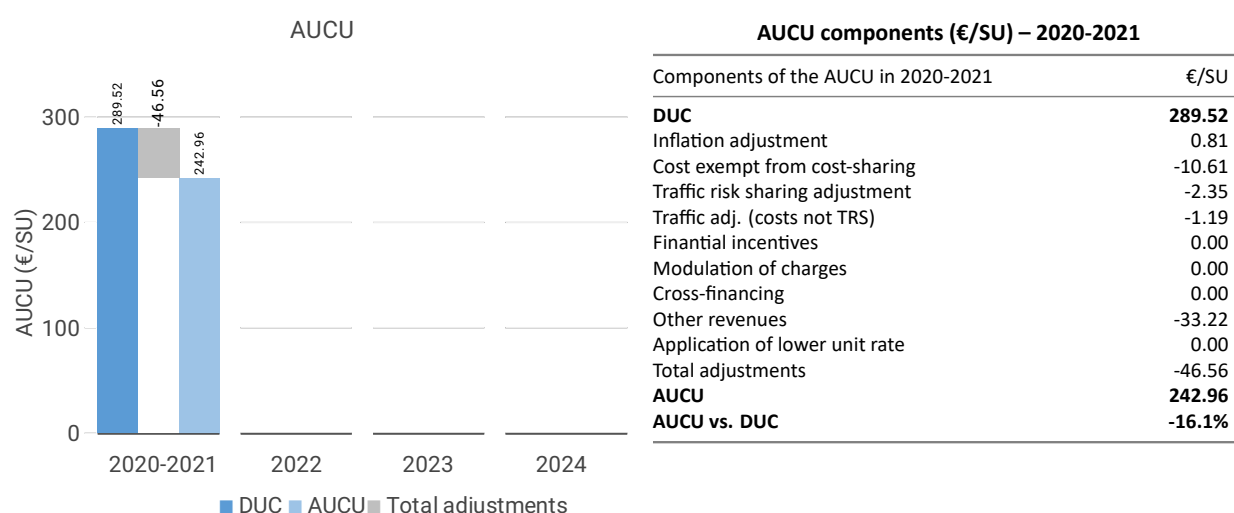 AUCU
AUCU (€/SU)
300
200
100
0
289.52
-46.56
242.96
2020-2021
2022
2023
2024
DUC
AUCU
Total adjustments
AUCU components (€/SU) – 2020-2021
Components of the AUCU in 2020-2021 €/SU
DUC 289.52
Inflation adjustment 0.81
Cost exempt from cost-sharing -10.61
Traffic risk sharing adjustment -2.35
Traffic adj. (costs not TRS) -1.19
Finantial incentives 0.00
Modulation of charges 0.00
Cross-financing 0.00
Other revenues -33.22
Application of lower unit rate 0.00
Total adjustments -46.56
AUCU 242.96
AUCU vs. DUC -16.1%